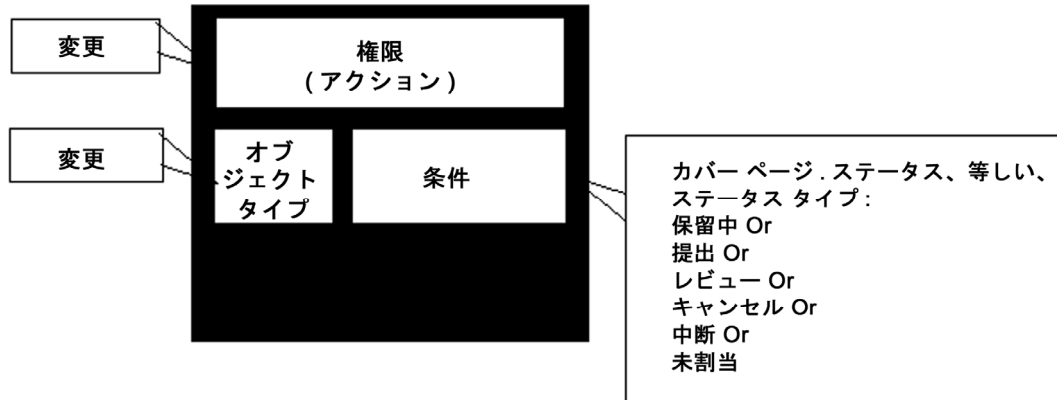 変更
権限
(アクション)
変更
オブ
ジェクト
タイプ
条件
カバー ページ . ステータス、等しい、
ステータス タイプ :
保留中 Or
提出 Or
レビュー Or
キャンセル Or
中断 Or
未割当